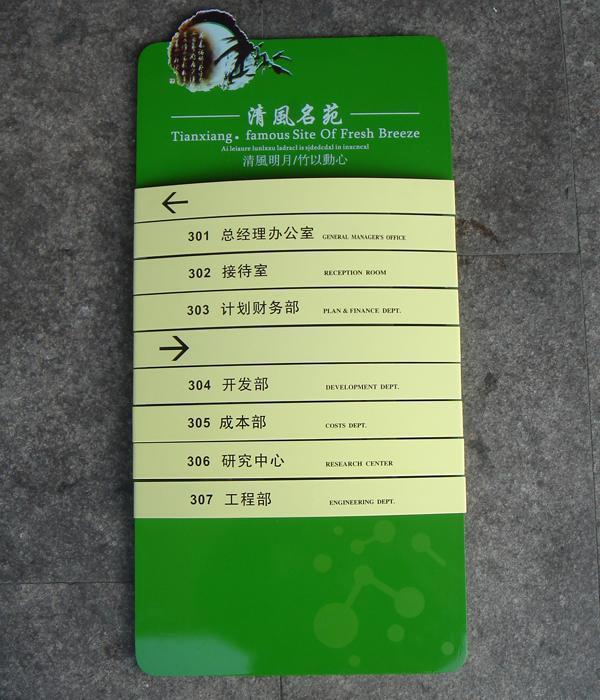 清風名苑
Tianxiang. famous Site Of Fresh Breeze
清風明月/竹以動心
←
301 总经理办公室 GENERAL MANAGER'S OFFICE
302 接待室 RECEPTION ROOM
303 计划财务部 PLAN & FINANCE DEPT.
→
304 开发部 DEVELOPMENT DEPT.
305 成本部 COSTS DEPT.
306 研究中心 RESEARCH CENTER
307 工程部 ENGINEERING DEPT.